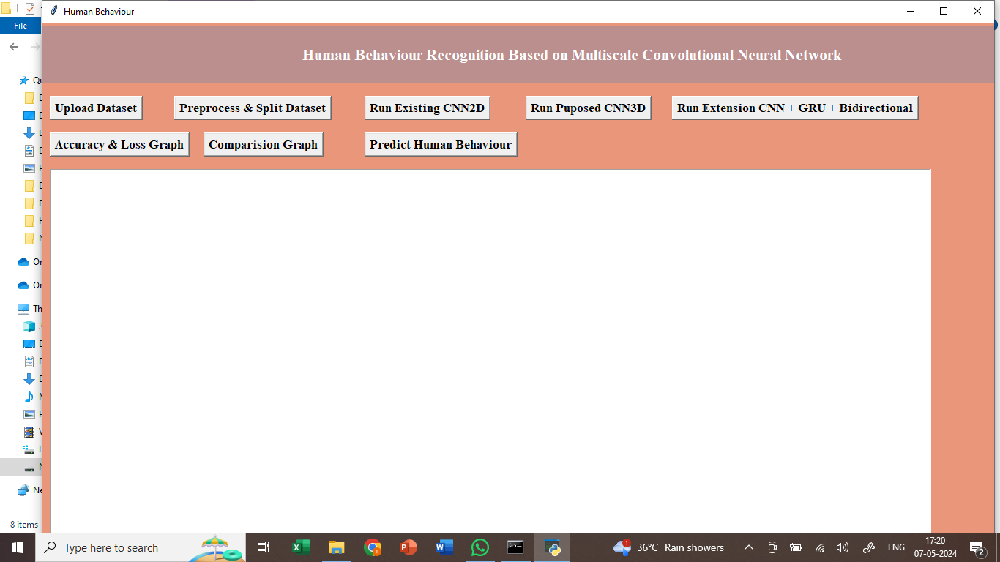 Human Behaviour
File
Human Behaviour Recognition Based on Multiscale Convolutional Neural Network
Upload Dataset Preprocess & Split Dataset Run Existing CNN2D Run Puposed CNN3D Run Extension CNN + GRU + Bidirectional
Accuracy & Loss Graph Comparision Graph Predict Human Behaviour
8 items
Type here to search
1 36°C Rain showers ENG 17:20
07-05-2024 2